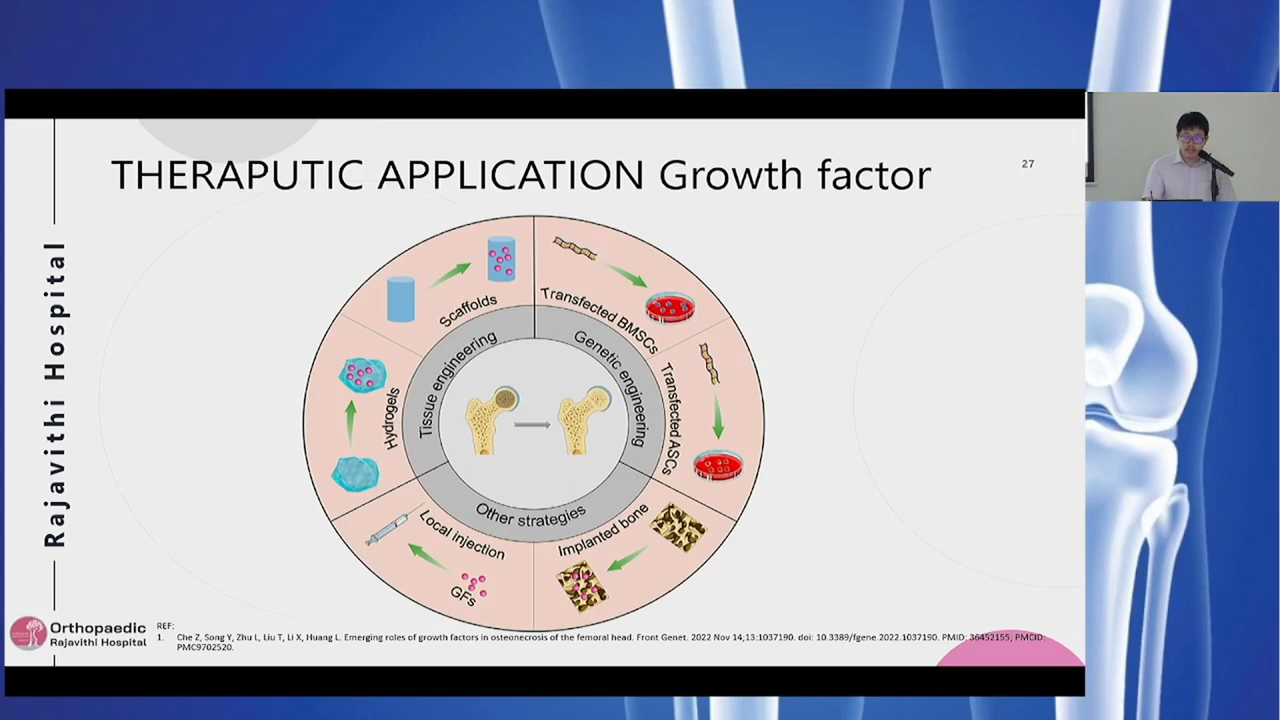 THERAPUTIC APPLICATION Growth factor
27
Rajavithi Hospital
Scaffolds
Transfected BMSCs
Tissue engineering
Genetic engineering
Hydrogels
Transfected ASCs
Other strategies
Local injection
Implanted bone
GFs
Orthopaedic
Rajavithi Hospital
REF:
1. Che Z, Song Y, Zhu L, Liu T, Li X, Huang L. Emerging roles of growth factors in osteonecrosis of the femoral head. Front Genet. 2022 Nov 14;13:1037190. doi: 10.3389/fgene.2022.1037190. PMID: 36452155; PMCID:
PMC9702520.